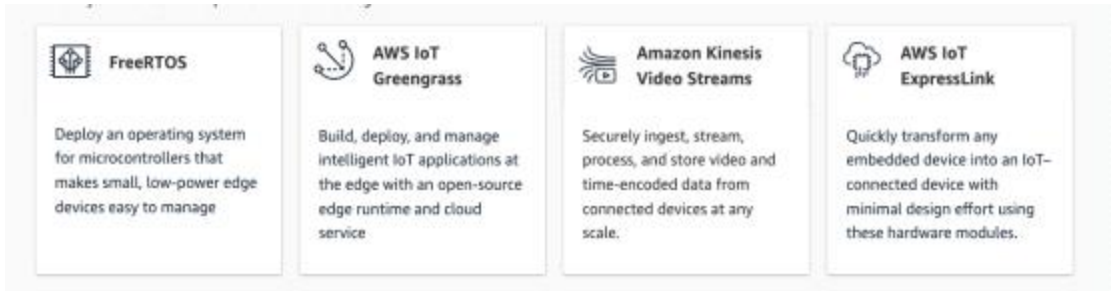 FreeRTOS
Deploy an operating system
for microcontrollers that
makes small, low-power edge
devices easy to manage
AWS IoT
Greengrass
Build, deploy, and manage
intelligent IoT applications at
the edge with an open-source
edge runtime and cloud
service
Amazon Kinesis
Video Streams
Securely ingest, stream,
process, and store video and
time-encoded data from
connected devices at any
scale.
AWS IoT
ExpressLink
Quickly transform any
embedded device into an IoT–
connected device with
minimal design effort using
these hardware modules.